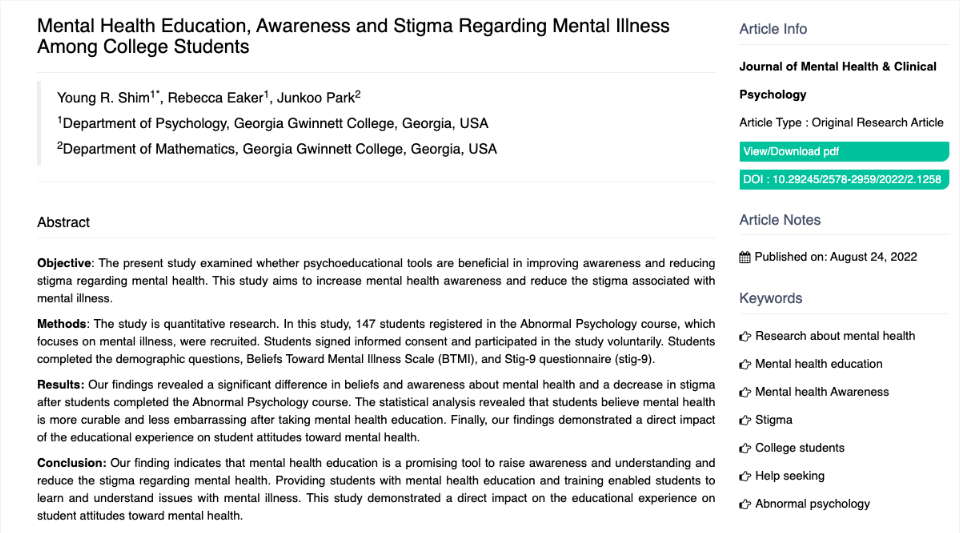 Mental Health Education, Awareness and Stigma Regarding Mental Illness
Among College Students
Young R. Shim1*, Rebecca Eaker1, Junkoo Park2
1Department of Psychology, Georgia Gwinnett College, Georgia, USA
2Department of Mathematics, Georgia Gwinnett College, Georgia, USA
Abstract
Objective: The present study examined whether psychoeducational tools are beneficial in improving awareness and reducing
stigma regarding mental health. This study aims to increase mental health awareness and reduce the stigma associated with
mental illness.
Methods: The study is quantitative research. In this study, 147 students registered in the Abnormal Psychology course, which
focuses on mental illness, were recruited. Students signed informed consent and participated in the study voluntarily. Students
completed the demographic questions, Beliefs Toward Mental Illness Scale (BTMI), and Stig-9 questionnaire (stig-9).
Results: Our findings revealed a significant difference in beliefs and awareness about mental health and a decrease in stigma
after students completed the Abnormal Psychology course. The statistical analysis revealed that students believe mental health
is more curable and less embarrassing after taking mental health education. Finally, our findings demonstrated a direct impact
of the educational experience on student attitudes toward mental health.
Conclusion: Our finding indicates that mental health education is a promising tool to raise awareness and understanding and
reduce the stigma regarding mental health. Providing students with mental health education and training enabled students to
learn and understand issues with mental illness. This study demonstrated a direct impact on the educational experience on
student attitudes toward mental health.
Article Info
Journal of Mental Health & Clinical
Psychology
Article Type : Original Research Article
View/Download pdf
DOI : 10.29245/2578-2959/2022/2.1258
Article Notes
Published on: August 24, 2022
Keywords
Research about mental health
Mental health education
Mental health Awareness
Stigma
College students
Help seeking
Abnormal psychology